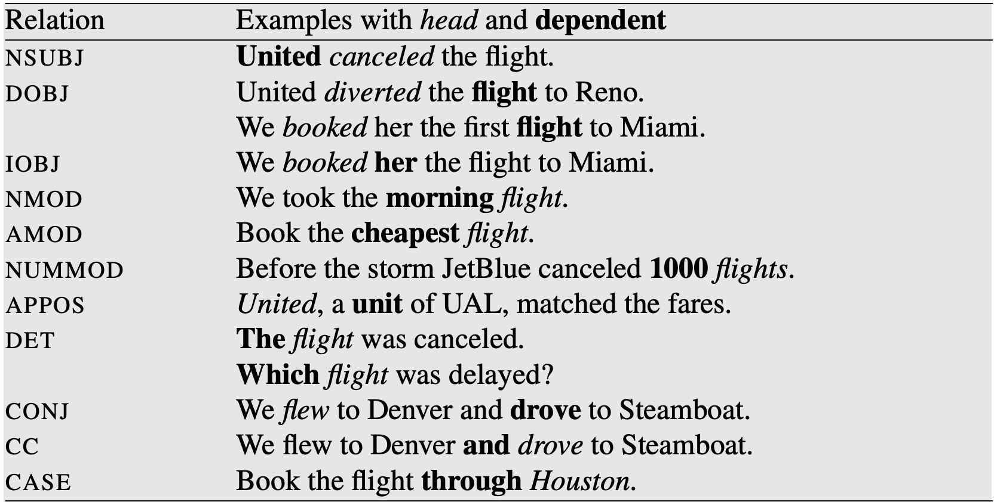 Relation Examples with head and dependent
NSUBJ United canceled the flight.
DOBJ United diverted the flight to Reno.
We booked her the first flight to Miami.
IOBJ We booked her the flight to Miami.
NMOD We took the morning flight.
AMOD Book the cheapest flight.
NUMMOD Before the storm JetBlue canceled 1000 flights.
APPOS United, a unit of UAL, matched the fares.
DET The flight was canceled.
Which flight was delayed?
CONJ We flew to Denver and drove to Steamboat.
CC We flew to Denver and drove to Steamboat.
CASE Book the flight through Houston.